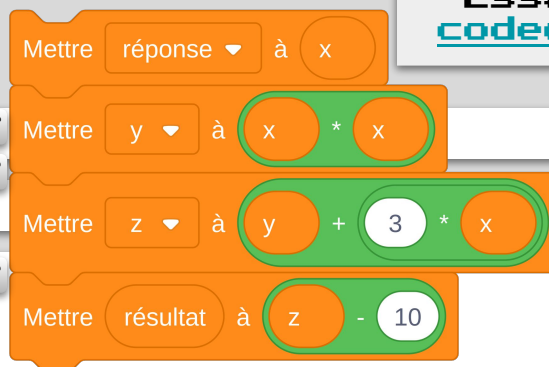 Mettre réponse à x
Mettre y à x * x
Mettre z à y + 3 * x
Mettre résultat à z - 10